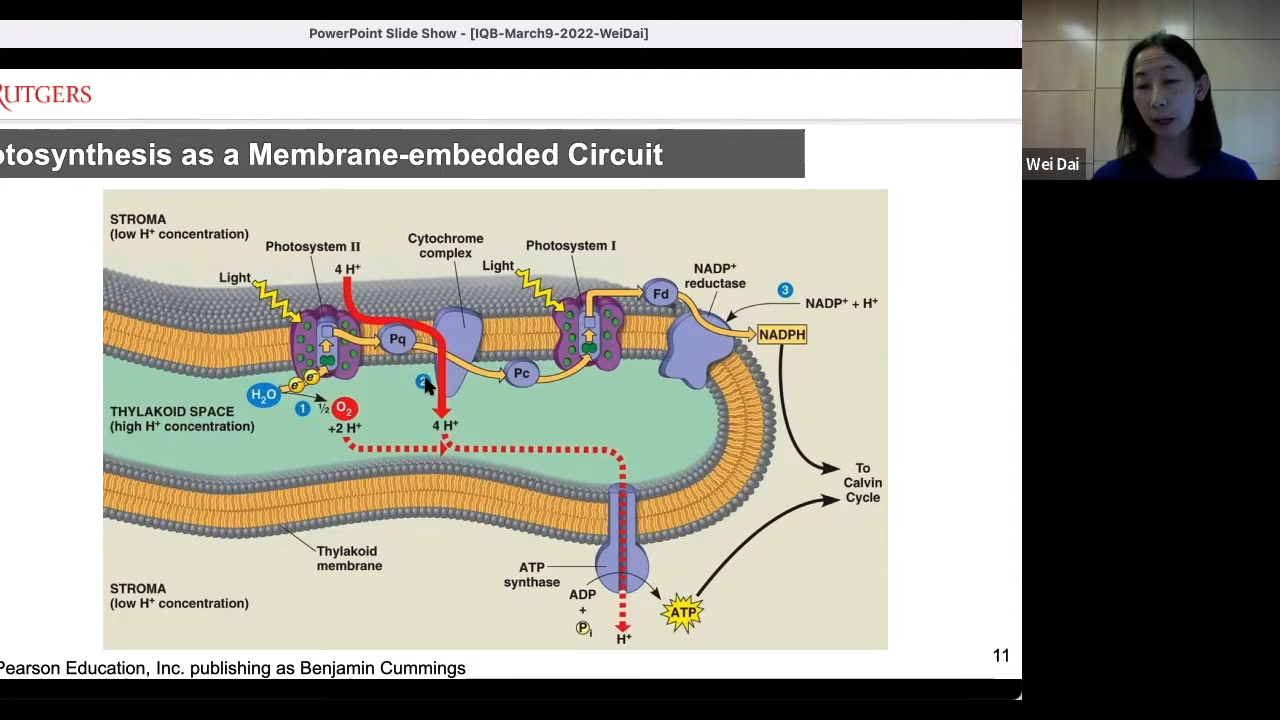 PowerPoint Slide Show - [IQB-March9-2022-WeiDai]
RUTGERS
otosynthesis as a Membrane-embedded Circuit
Wei Dai
STROMA
(low H⁺ concentration)
Photosystem II
Cytochrome
complex
Photosystem I
Light
4 H⁺
Light
NADP⁺
reductase
Fd
3
NADP⁺ + H⁺
NADPH
Pq
Pc
H₂O
e⁻
e⁻
1
½
O₂
+2 H⁺
2
4 H⁺
THYLAKOID SPACE
(high H⁺ concentration)
To
Calvin
Cycle
Thylakoid
membrane
ATP
synthase
ADP
+
Pi
ATP
H⁺
STROMA
(low H⁺ concentration)
Pearson Education, Inc. publishing as Benjamin Cummings
11